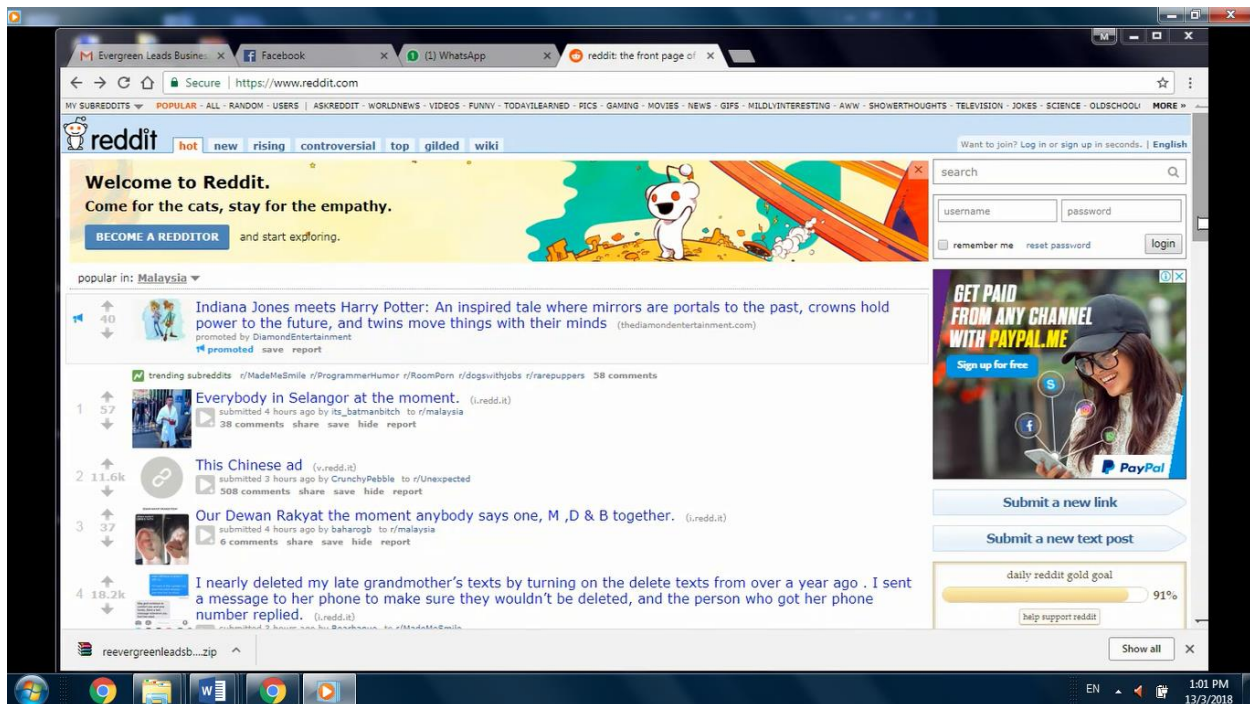 Evergreen Leads Busines
Facebook
(1) WhatsApp
reddit: the front page of
M
Secure | https://www.reddit.com
MY SUBREDDITS POPULAR - ALL - RANDOM - USERS | ASKREDDIT - WORLDNEWS - VIDEOS - FUNNY - TODAYILEARNED - PICS - GAMING - MOVIES - NEWS - GIFS - MILDLYINTERESTING - AWW - SHOWERTHOUGHTS - TELEVISION - JOKES - SCIENCE - OLDSCHOOL MORE »
reddit hot new rising controversial top gilded wiki
Want to join? Log in or sign up in seconds. | English
Welcome to Reddit.
Come for the cats, stay for the empathy.
BECOME A REDDITOR and start exploring.
search
username password
remember me reset password login
popular in: Malaysia
40
Indiana Jones meets Harry Potter: An inspired tale where mirrors are portals to the past, crowns hold
power to the future, and twins move things with their minds (thediamondentertainment.com)
promoted by DiamondEntertainment
promoted save report
trending subreddits r/MadeMeSmile r/ProgrammerHumor r/RoomPorn r/dogswithjobs r/rarepuppers 58 comments
1 57
Everybody in Selangor at the moment. (i.redd.it)
submitted 4 hours ago by its_batmanbitch to r/malaysia
38 comments share save hide report
2 11.6k
This Chinese ad (v.redd.it)
submitted 3 hours ago by CrunchyPebble to r/Unexpected
508 comments share save hide report
3 37
Our Dewan Rakyat the moment anybody says one, M ,D & B together. (i.redd.it)
submitted 4 hours ago by baharogb to r/malaysia
6 comments share save hide report
4 18.2k
I nearly deleted my late grandmother's texts by turning on the delete texts from over a year ago . I sent
a message to her phone to make sure they wouldn't be deleted, and the person who got her phone
number replied. (i.redd.it)
GET PAID
FROM ANY CHANNEL
WITH PAYPAL.ME
Sign up for free
S
PayPal
Submit a new link
Submit a new text post
daily reddit gold goal
91%
help support reddit
reevergreenleadsb....zip
Show all
EN
1:01 PM
13/3/2018